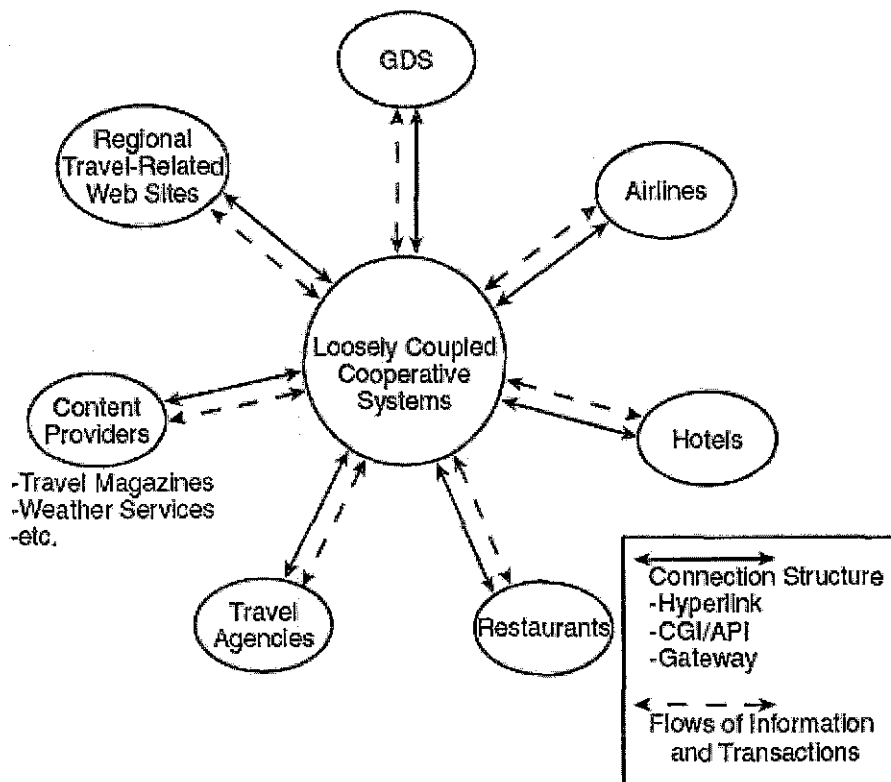 GDS
Regional
Travel-Related
Web Sites
Airlines
Loosely Coupled
Cooperative
Systems
Content
Providers
-Travel Magazines
-Weather Services
-etc.
Hotels
Travel
Agencies
Restaurants
Connection Structure
-Hyperlink
-CGI/API
-Gateway
Flows of Information
and Transactions